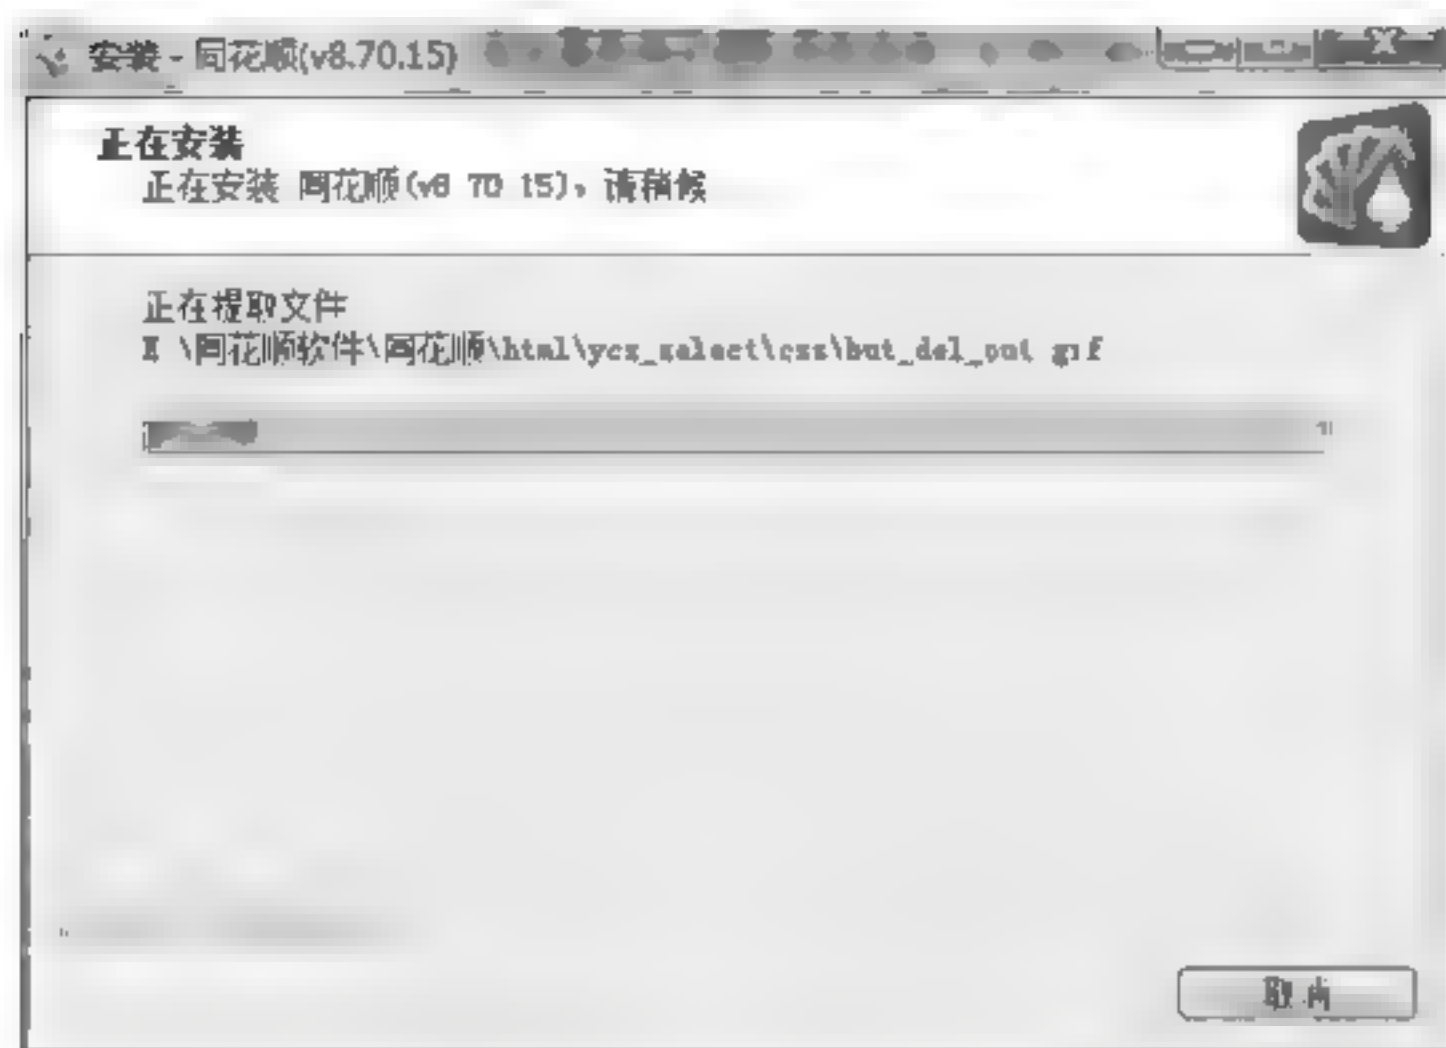 安装 - 同花顺(v8.70.15)
正在安装
正在安装 同花顺(v8 70 15)，请稍候
正在提取文件
\同花顺软件\同花顺\html\ycs_select\css\but_del_out gif
取消